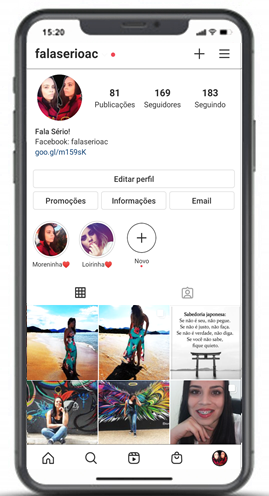 15:20
falaserioac
81 169 183
Publicações Seguidores Seguindo
Fala Sério!
Facebook: falaserioac
goo.gl/m159sK
Editar perfil
Promoções Informações Email
Moreninha❤️ Loirinha❤️ Novo
Sabedoria japonesa:
Se não é seu, não pegue.
Se não é justo, não faça.
Se não é verdade, não diga.
Se você não sabe,
fique quieto.